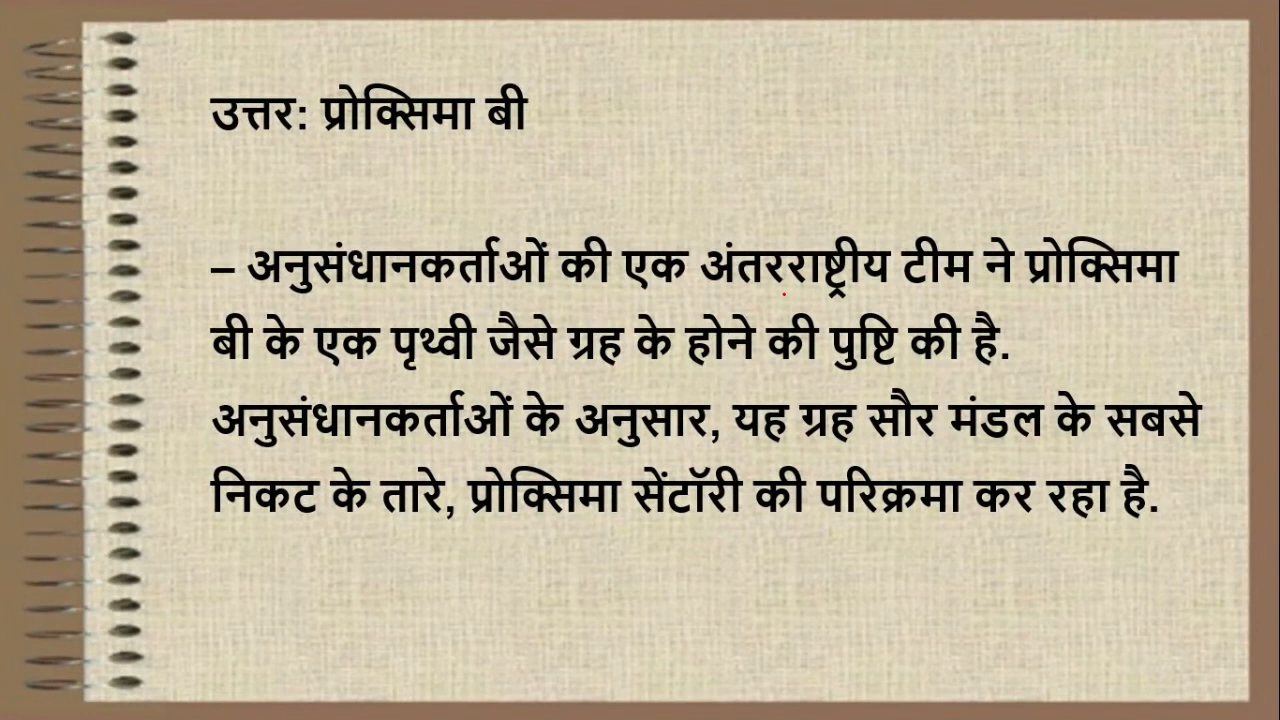 उत्तर: प्रोक्सिमा बी
– अनुसंधानकर्ताओं की एक अंतरराष्ट्रीय टीम ने प्रोक्सिमा
बी के एक पृथ्वी जैसे ग्रह के होने की पुष्टि की है.
अनुसंधानकर्ताओं के अनुसार, यह ग्रह सौर मंडल के सबसे
निकट के तारे, प्रोक्सिमा सेंटॉरी की परिक्रमा कर रहा है.